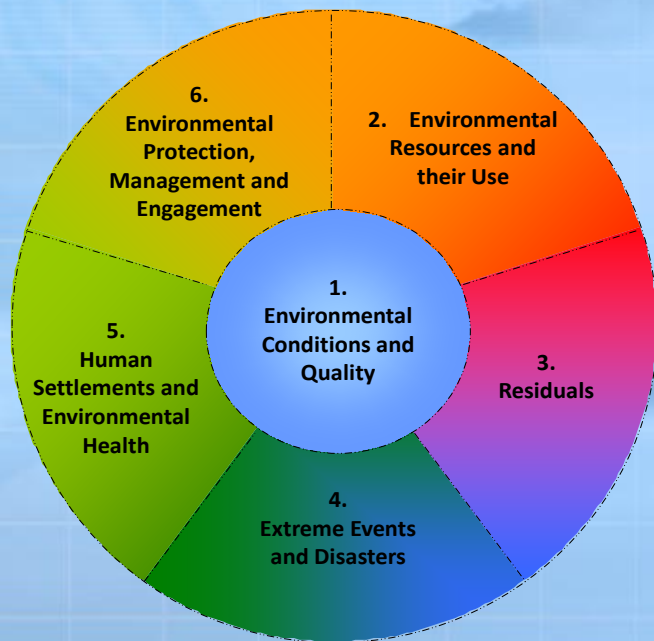 1.
Environmental
Conditions and
Quality
2. Environmental
Resources and
their Use
3.
Residuals
4.
Extreme Events
and Disasters
5.
Human
Settlements and
Environmental
Health
6.
Environmental
Protection,
Management and
Engagement